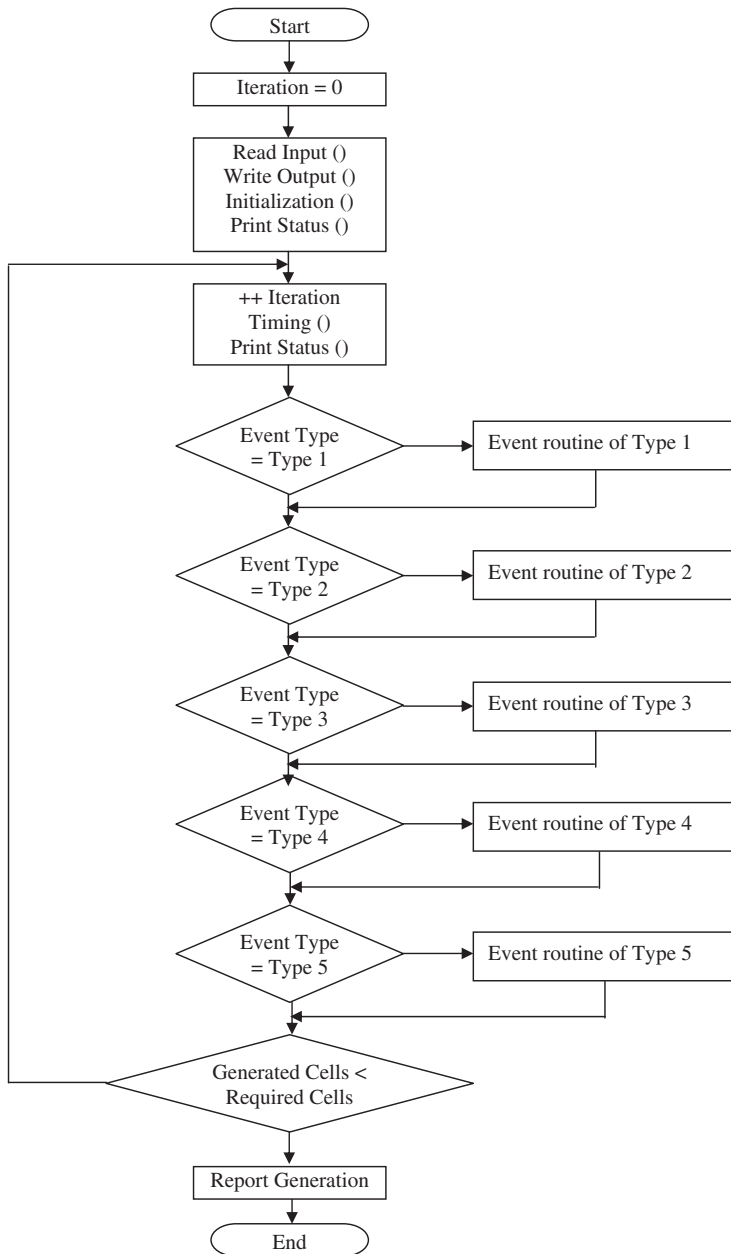 Start
Iteration = 0
Read Input ()
Write Output ()
Initialization ()
Print Status ()
++ Iteration
Timing ()
Print Status ()
Event Type
= Type 1
Event routine of Type 1
Event Type
= Type 2
Event routine of Type 2
Event Type
= Type 3
Event routine of Type 3
Event Type
= Type 4
Event routine of Type 4
Event Type
= Type 5
Event routine of Type 5
Generated Cells <
Required Cells
Report Generation
End